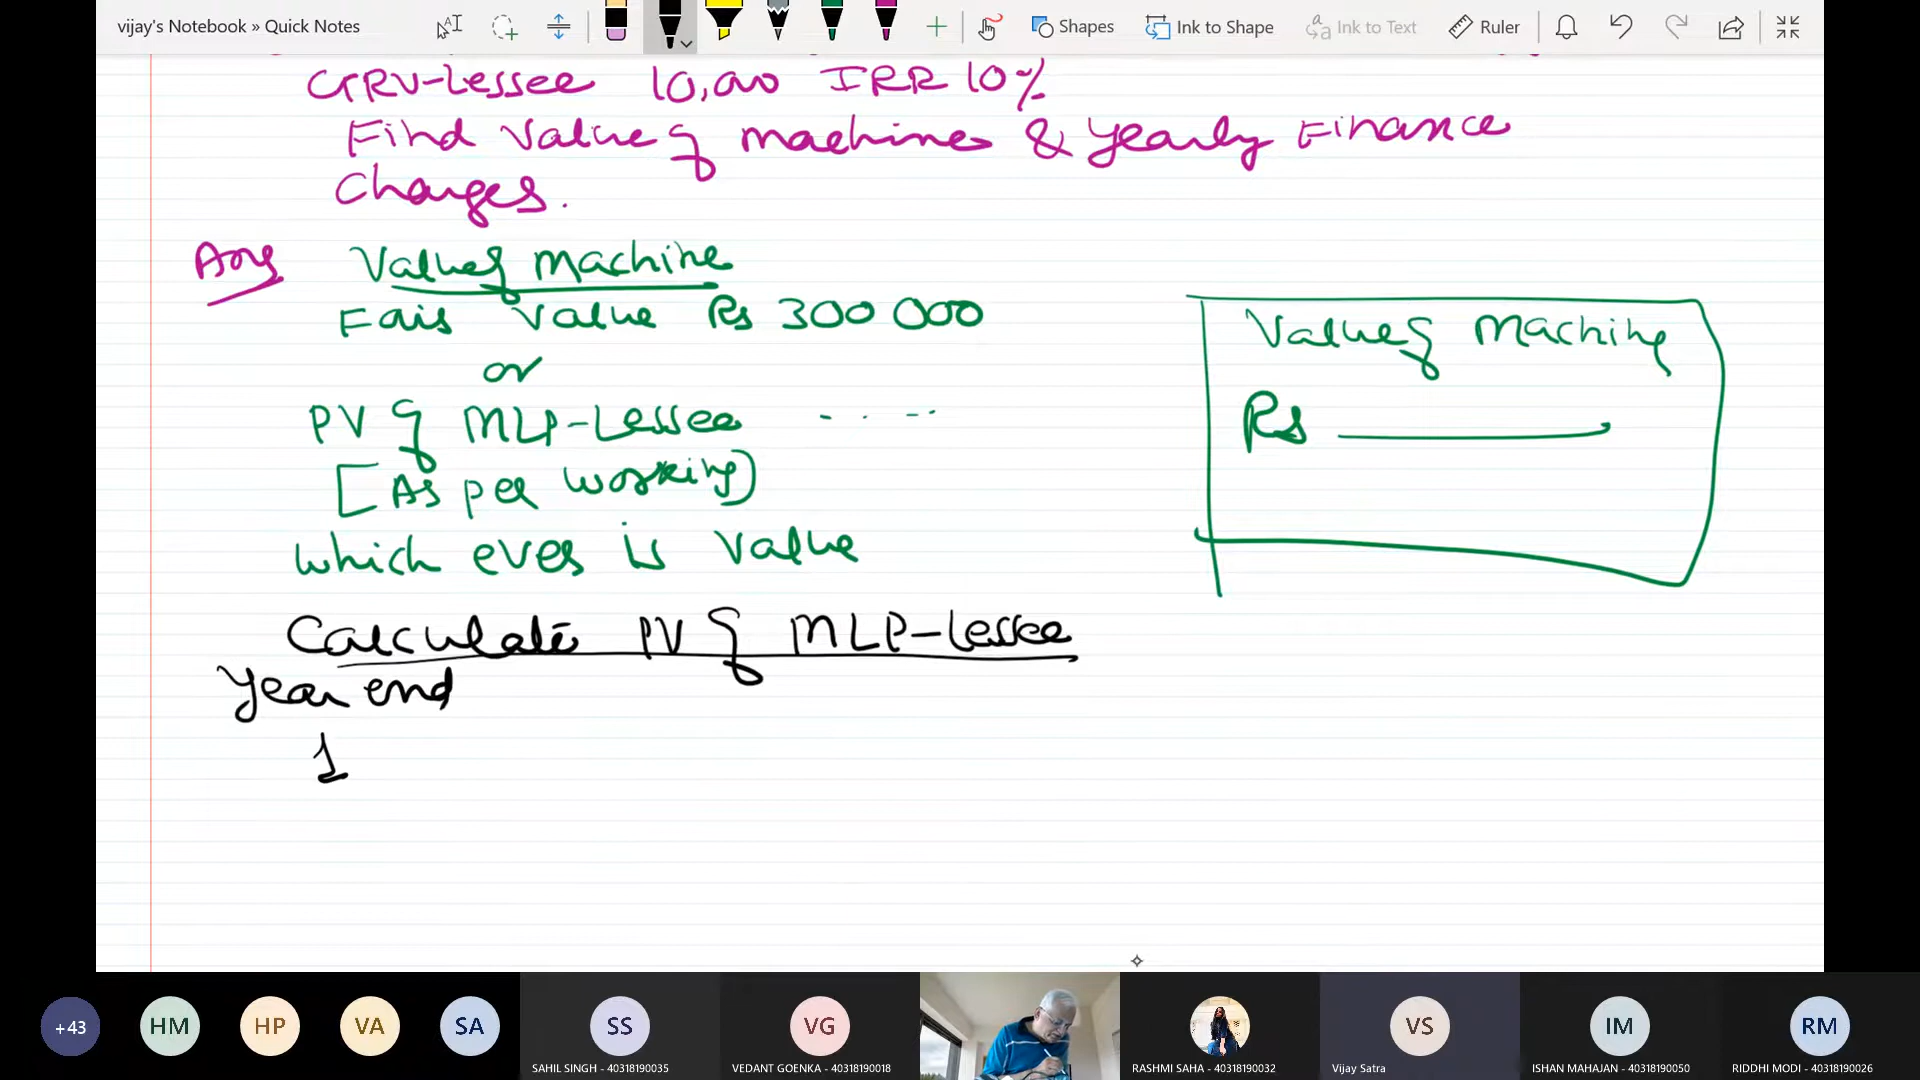 vijay's Notebook » Quick Notes
Shapes
Ink to Shape
Ink to Text
Ruler
GRV-Lessee 10,000 IRR 10%
Find Value of machines & yearly Finance
Charges.
Ans Value of machine
Fair Value Rs 300 000
or
PV of MLP-Lessee - - - -
[As per working]
which ever is value
Calculate PV of MLP-Lessee
Year end
1
Value of Machine
Rs
+43
HM
HP
VA
SA
SS
SAHIL SINGH - 40318190035
VG
VEDANT GOENKA - 40318190018
RASHMI SAHA - 40318190032
VS
Vijay Satra
IM
ISHAN MAHAJAN - 40318190050
RM
RIDDHI MODI - 40318190026